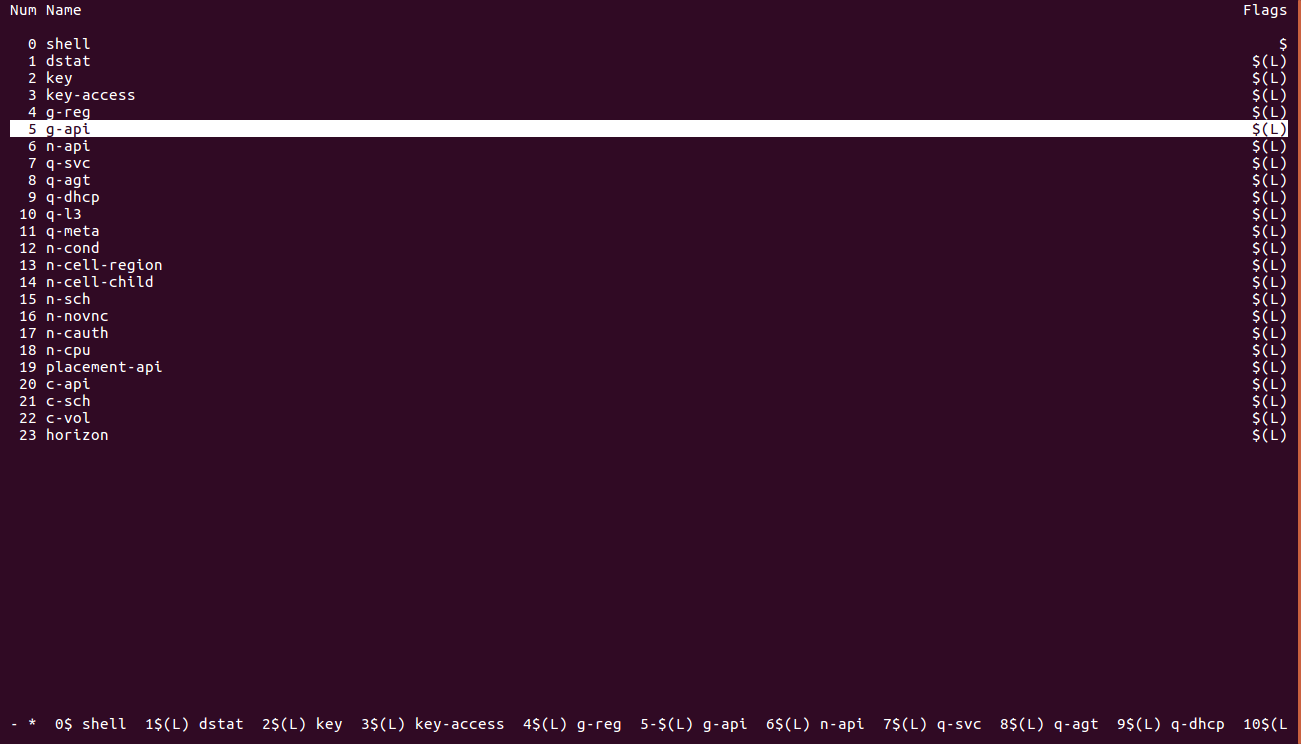 Num Name Flags
0 shell $
1 dstat $(L)
2 key $(L)
3 key-access $(L)
4 g-reg $(L)
5 g-api $(L)
6 n-api $(L)
7 q-svc $(L)
8 q-agt $(L)
9 q-dhcp $(L)
10 q-l3 $(L)
11 q-meta $(L)
12 n-cond $(L)
13 n-cell-region $(L)
14 n-cell-child $(L)
15 n-sch $(L)
16 n-novnc $(L)
17 n-cauth $(L)
18 n-cpu $(L)
19 placement-api $(L)
20 c-api $(L)
21 c-sch $(L)
22 c-vol $(L)
23 horizon $(L)
- * 0$ shell 1$(L) dstat 2$(L) key 3$(L) key-access 4$(L) g-reg 5-$(L) g-api 6$(L) n-api 7$(L) q-svc 8$(L) q-agt 9$(L) q-dhcp 10$(L